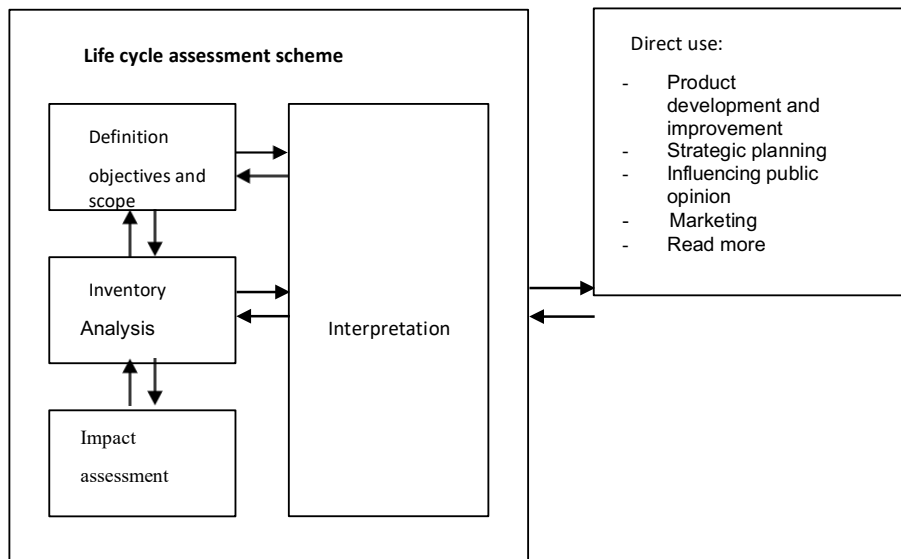 Life cycle assessment scheme
Definition
objectives and
scope
Inventory
Analysis
Impact
assessment
Interpretation
Direct use:
- Product
development and
improvement
- Strategic planning
- Influencing public
opinion
- Marketing
- Read more